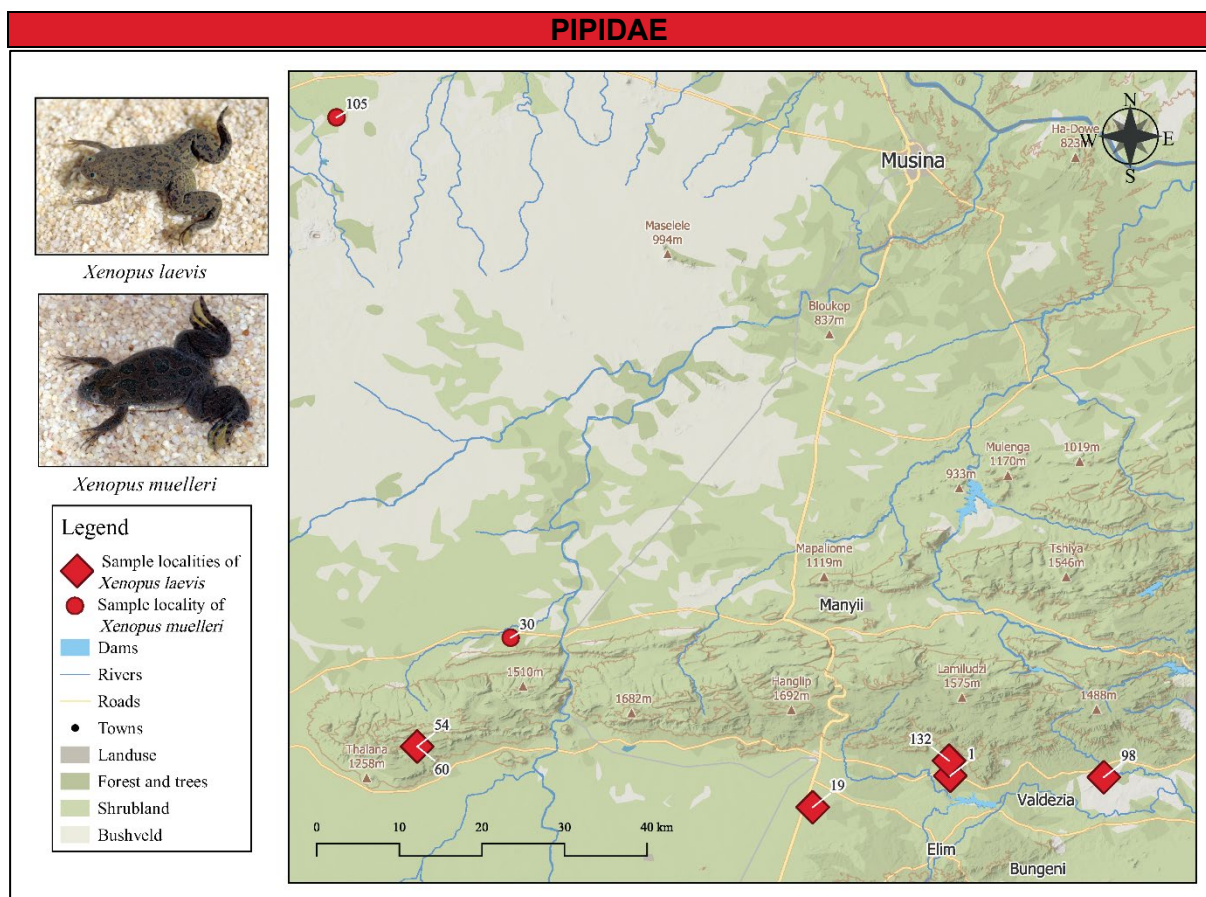 PIPIDAE
Xenopus laevis
Xenopus muelleri
Legend
Sample localities of
Xenopus laevis
Sample locality of
Xenopus muelleri
Dams
Rivers
Roads
Towns
Landuse
Forest and trees
Shrubland
Bushveld
105
N
W
E
S
Ha-Dowe
823m
Musina
Maselele
994m
Bloukop
837m
Mulenga
1170m
1019m
933m
Mapaliome
1119m
Tshiya
1546m
Manyii
30
1510m
1682m
Hanglip
1692m
Lamiludzi
1575m
1488m
54
60
Thalana
1258m
132
1
98
19
Valdezia
Elim
Bungeni
0 10 20 30 40 km